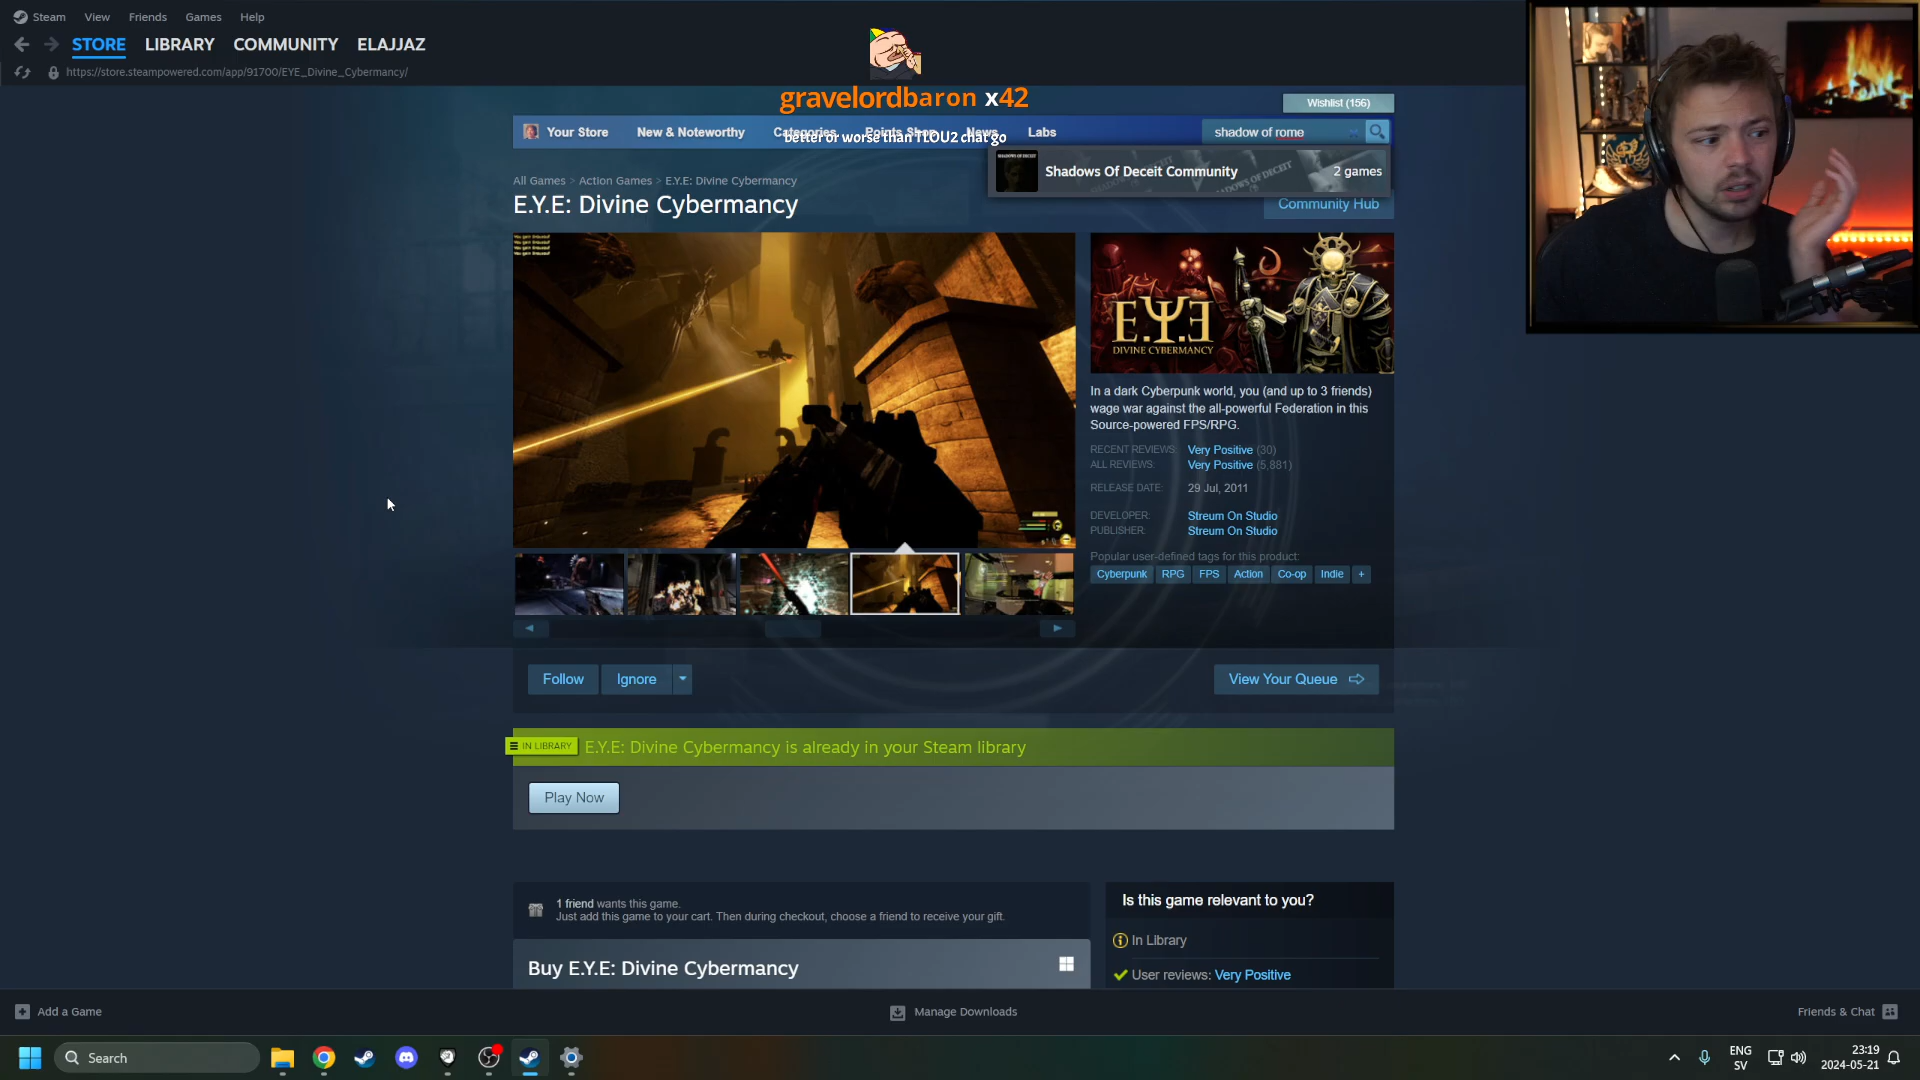 Steam View Friends Games Help
STORE LIBRARY COMMUNITY ELAJJAZ
https://store.steampowered.com/app/91700/EYE_Divine_Cybermancy/
gravelordbaron x42
better or worse than TLOU2 chat go
Wishlist (156)
Your Store New & Noteworthy Categories Points Shop News Labs
shadow of rome
Shadows Of Deceit Community 2 games
All Games > Action Games > E.Y.E: Divine Cybermancy
E.Y.E: Divine Cybermancy
Community Hub
E.Y.E
DIVINE CYBERMANCY
In a dark Cyberpunk world, you (and up to 3 friends)
wage war against the all-powerful Federation in this
Source-powered FPS/RPG.
RECENT REVIEWS: Very Positive (30)
ALL REVIEWS: Very Positive (5,881)
RELEASE DATE: 29 Jul, 2011
DEVELOPER: Streum On Studio
PUBLISHER: Streum On Studio
Popular user-defined tags for this product:
Cyberpunk RPG FPS Action Co-op Indie +
Follow Ignore
View Your Queue
IN LIBRARY E.Y.E: Divine Cybermancy is already in your Steam library
Play Now
1 friend wants this game.
Just add this game to your cart. Then during checkout, choose a friend to receive your gift.
Is this game relevant to you?
In Library
Buy E.Y.E: Divine Cybermancy
User reviews: Very Positive
Add a Game
Manage Downloads
Friends & Chat
Search
ENG
SV
23:19
2024-05-21